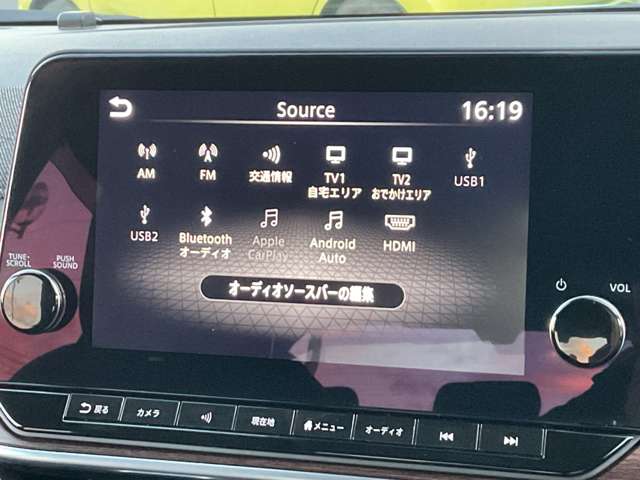 Source
16:19
AM
FM
交通情報
TV1
自宅エリア
TV2
おでかけエリア
USB1
USB2
Bluetooth
オーディオ
Apple
CarPlay
Android
Auto
HDMI
オーディオソースバーの編集
TUNE·
SCROLL
PUSH
SOUND
VOL
戻る
カメラ
現在地
メニュー
オーディオ